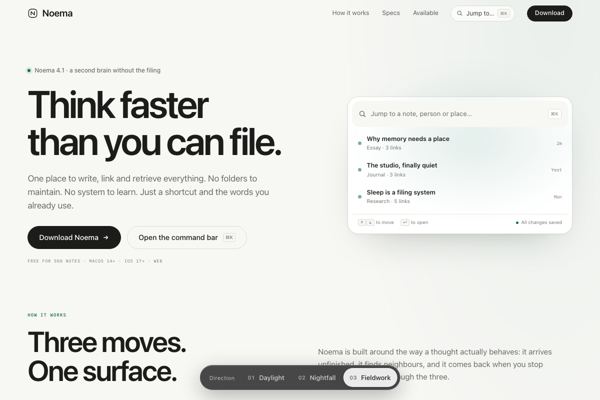 Noema
How it works
Specs
Available
Jump to... ⌘K
Download
Noema 4.1 · a second brain without the filing
Think faster
than you can file.
One place to write, link and retrieve everything. No folders to
maintain. No system to learn. Just a shortcut and the words you
already use.
Download Noema →
Open the command bar ⌘K
FREE FOR 500 NOTES · MACOS 14+ · IOS 17+ · WEB
Jump to a note, person or place... ⌘K
Why memory needs a place
Essay · 3 links
2m
The studio, finally quiet
Journal · 3 links
Yest
Sleep is a filing system
Research · 5 links
Mon
to move
to open
All changes saved
HOW IT WORKS
Three moves.
One surface.
Noema is built around the way a thought actually behaves: it arrives
unfinished, it finds neighbours, and it comes back when you stop
ugh the three.
Direction
01 Daylight
02 Nightfall
03 Fieldwork